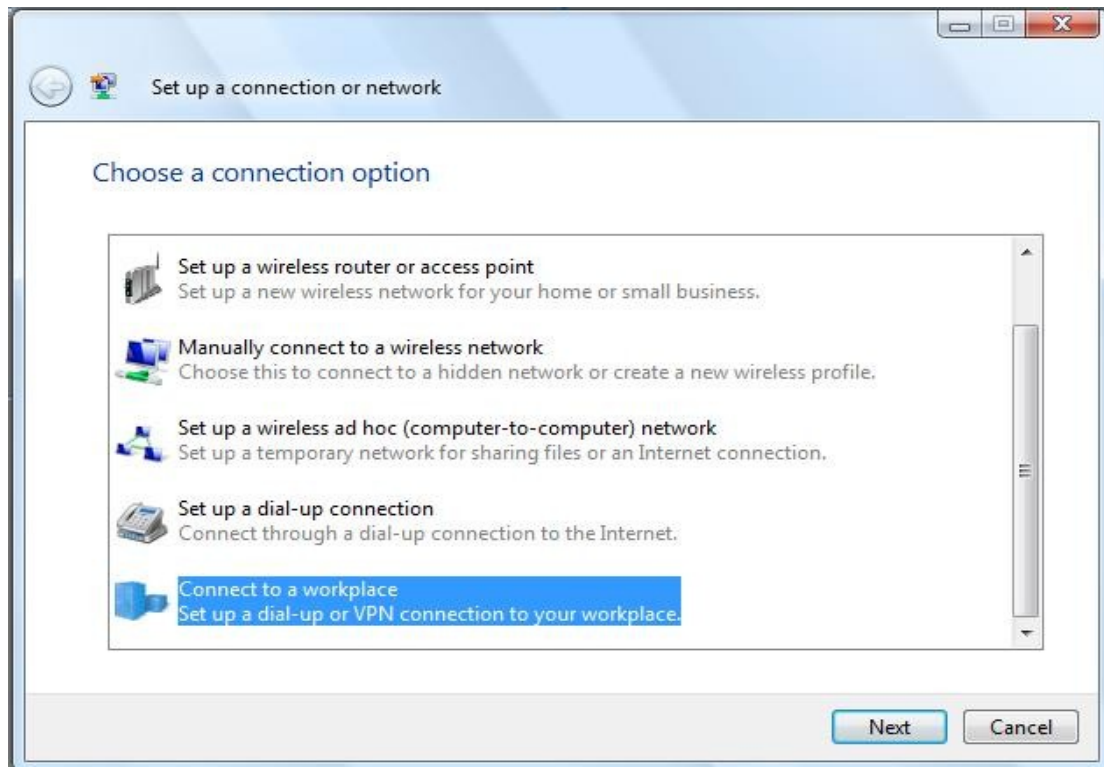 Set up a connection or network
Choose a connection option
Set up a wireless router or access point
Set up a new wireless network for your home or small business.
Manually connect to a wireless network
Choose this to connect to a hidden network or create a new wireless profile.
Set up a wireless ad hoc (computer-to-computer) network
Set up a temporary network for sharing files or an Internet connection.
Set up a dial-up connection
Connect through a dial-up connection to the Internet.
Connect to a workplace
Set up a dial-up or VPN connection to your workplace.
Next Cancel